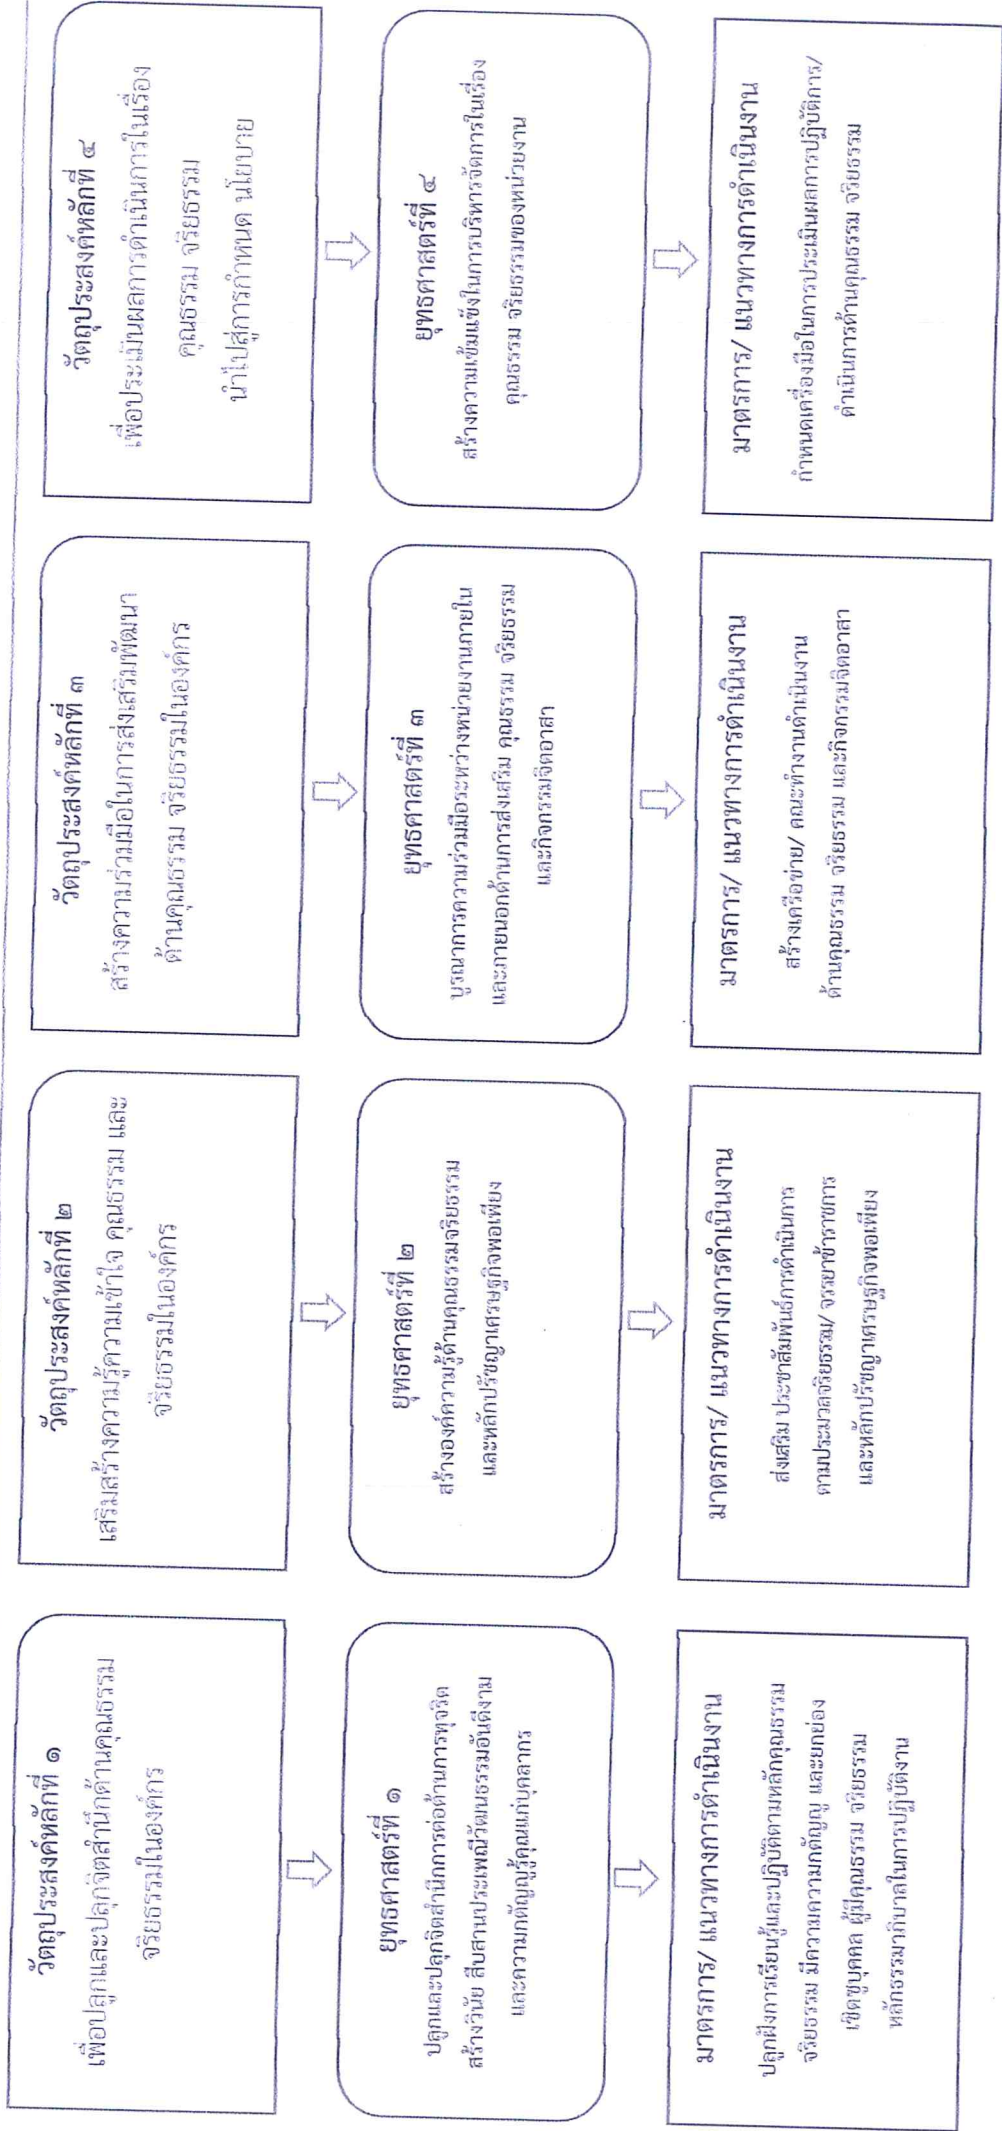 วัตถุประสงค์หลักที่ ๑
เพื่อปลูกและปลุกจิตสำนึกด้านคุณธรรม
จริยธรรมในองค์กร
ยุทธศาสตร์ที่ ๑
ปลูกและปลุกจิตสำนึกการต่อต้านการทุจริต
สร้างวินัย สืบสานประเพณีวัฒนธรรมอันดีงาม
และความกตัญญูรู้คุณแก่บุคลากร
มาตรการ/ แนวทางการดำเนินงาน
ปลูกฝังการเรียนรู้และปฏิบัติตามหลักคุณธรรม
จริยธรรม มีความกตัญญู และยกย่อง
เชิดชูบุคคล ผู้มีคุณธรรม จริยธรรม
หลักธรรมาภิบาลในการปฏิบัติงาน
วัตถุประสงค์หลักที่ ๒
เสริมสร้างความรู้ความเข้าใจ คุณธรรม และ
จริยธรรมในองค์กร
ยุทธศาสตร์ที่ ๒
สร้างองค์ความรู้ด้านคุณธรรมจริยธรรม
และหลักปรัชญาเศรษฐกิจพอเพียง
มาตรการ/ แนวทางการดำเนินงาน
ส่งเสริม ประชาสัมพันธ์การดำเนินการ
ตามประมวลจริยธรรม/ จรรยาข้าราชการ
และหลักปรัชญาเศรษฐกิจพอเพียง
วัตถุประสงค์หลักที่ ๓
สร้างความร่วมมือในการส่งเสริมพัฒนา
ด้านคุณธรรม จริยธรรมในองค์กร
ยุทธศาสตร์ที่ ๓
บูรณาการความร่วมมือระหว่างหน่วยงานภายใน
และภายนอกด้านการส่งเสริม คุณธรรม จริยธรรม
และกิจกรรมจิตอาสา
มาตรการ/ แนวทางการดำเนินงาน
สร้างเครือข่าย/ คณะทำงานดำเนินงาน
ด้านคุณธรรม จริยธรรม และกิจกรรมจิตอาสา
วัตถุประสงค์หลักที่ ๔
เพื่อประเมินผลการดำเนินการในเรื่อง
คุณธรรม จริยธรรม
นำไปสู่การกำหนด นโยบาย
ยุทธศาสตร์ที่ ๔
สร้างความเข้มแข็งในการบริหารจัดการในเรื่อง
คุณธรรม จริยธรรมของหน่วยงาน
มาตรการ/ แนวทางการดำเนินงาน
กำหนดเครื่องมือในการประเมินผลการปฏิบัติการ/
ดำเนินการด้านคุณธรรม จริยธรรม